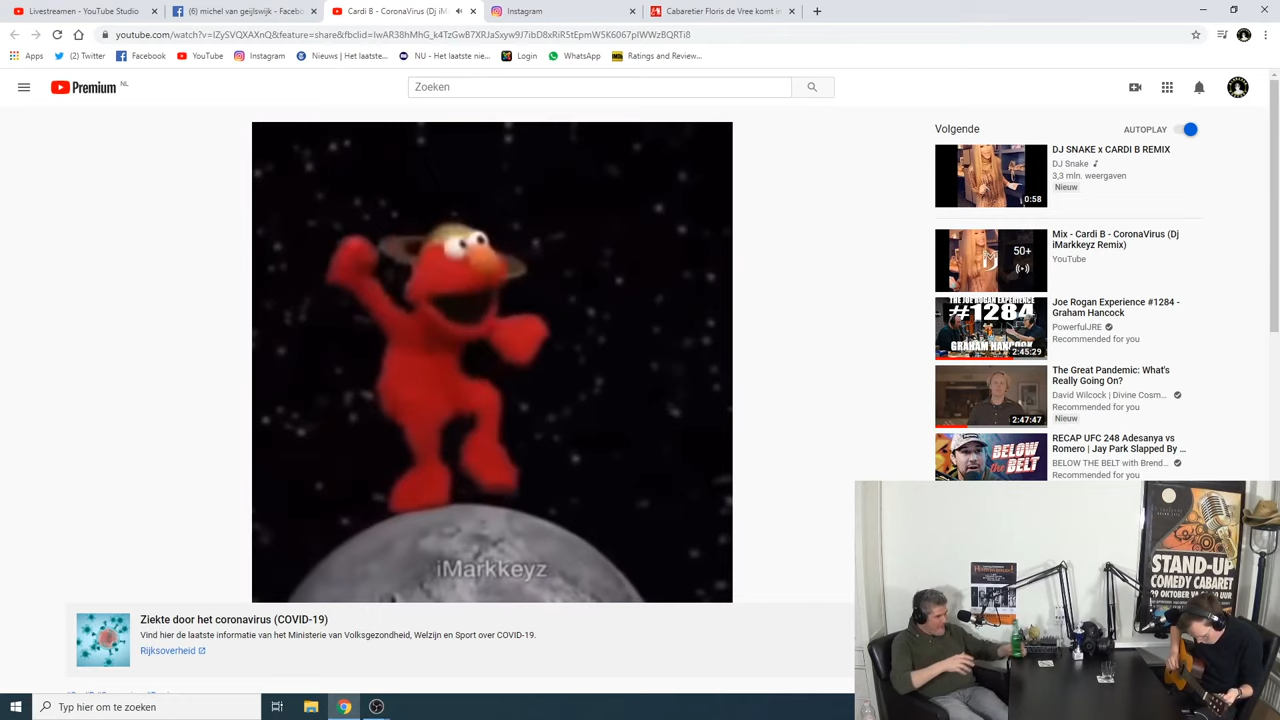 Livestreamen - YouTube Studio
(6) michel van geijlswijk - Facebo
Cardi B - CoronaVirus (Dj iM
Instagram
Cabaretier Floris de Vree komt in
youtube.com/watch?v=
Apps
(2) Twitter
Facebook
YouTube
Instagram
Nieuws | Het laatste...
NU - Het laatste nie...
Login
WhatsApp
Ratings and Review...
Premium NL
Zoeken
Volgende
AUTOPLAY
DJ SNAKE x CARDI B REMIX
DJ Snake
3,3 mln. weergaven
Nieuw
0:58
Mix - Cardi B - CoronaVirus (Dj
iMarkkeyz Remix)
YouTube
50+
Joe Rogan Experience #1284 -
Graham Hancock
PowerfulJRE
Recommended for you
THE JOE ROGAN EXPERIENCE
#1284
GRAHAM HANCOCK
2:45:29
The Great Pandemic: What's
Really Going On?
David Wilcock | Divine Cosm...
Recommended for you
Nieuw
2:47:47
RECAP UFC 248 Adesanya vs
Romero | Jay Park Slapped By ...
BELOW THE BELT with Brend...
Recommended for you
BELOW
the
BELT
iMarkkeyz
Ziekte door het coronavirus (COVID-19)
Vind hier de laatste informatie van het Ministerie van Volksgezondheid, Welzijn en Sport over COVID-19.
Rijksoverheid
STAND-UP
COMEDY CABARET
Typ hier om te zoeken